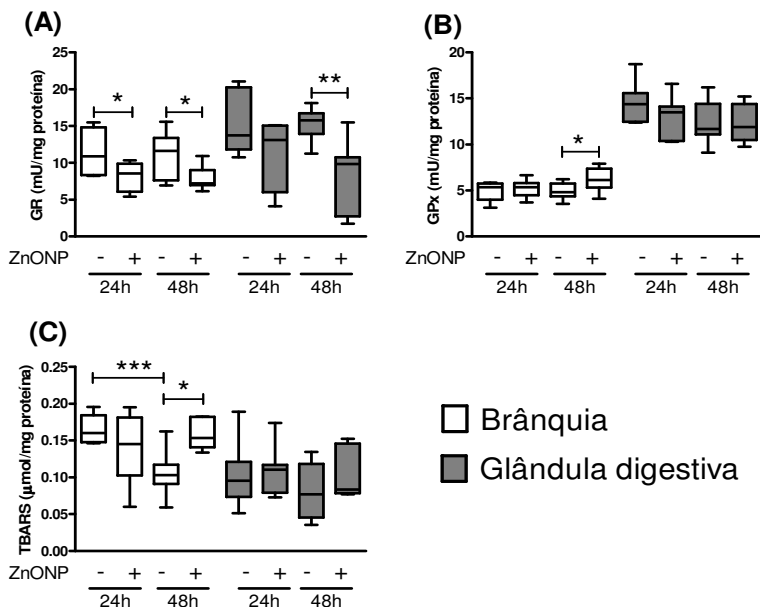 (A)
GR (mU/mg proteína)
25
20
15
10
5
0
* * **
ZnONP - + - + - + - +
24h 48h 24h 48h
(B)
GPx (mU/mg proteína)
20
15
10
5
0
*
ZnONP - + - + - + - +
24h 48h 24h 48h
(C)
TBARS (µmol/mg proteína)
0.25
0.20
0.15
0.10
0.05
0.00
*** *
ZnONP - + - + - + - +
24h 48h 24h 48h
Brânquia
Glândula digestiva